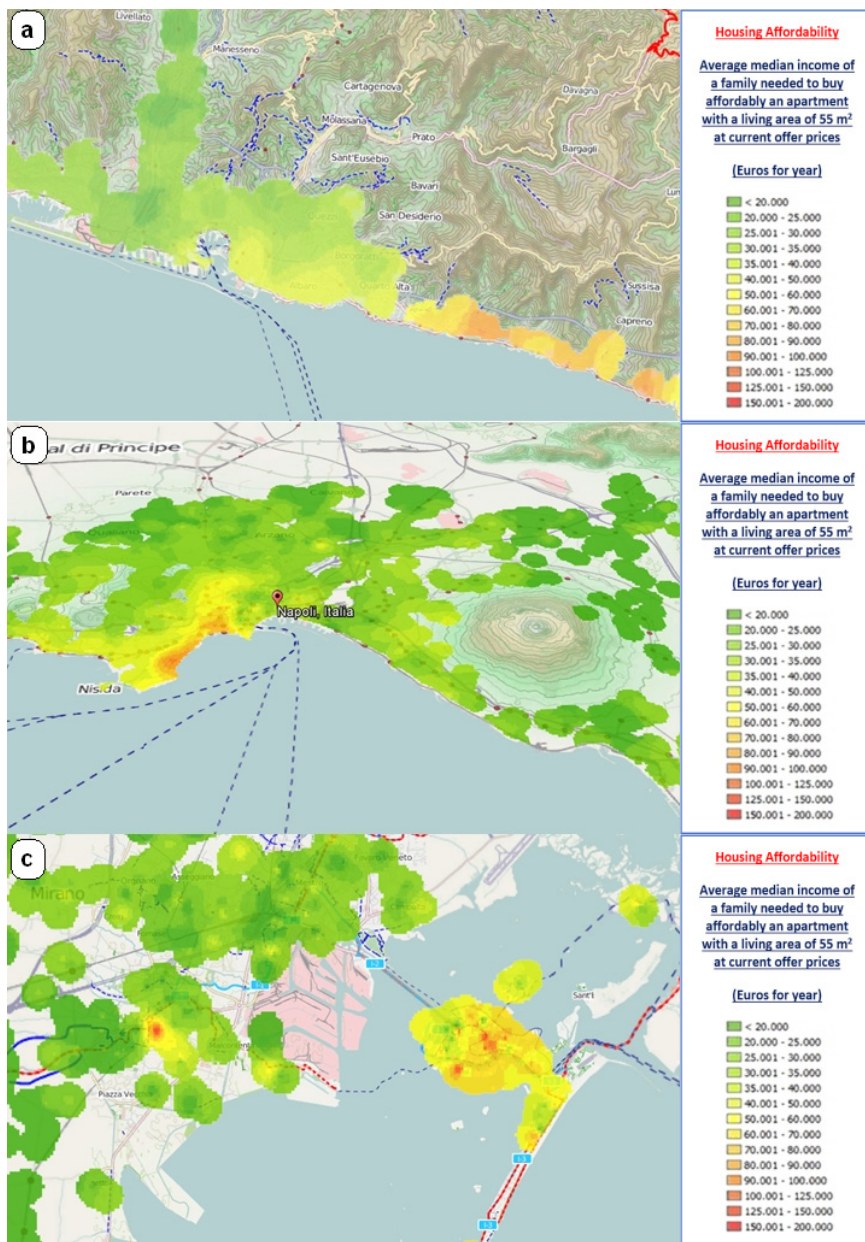 a
Livellato
Manesseno
Cartagenova
Davagna
Molassana
Prato
Sant'Eusebio
Bargagli
Bavari
San Desiderio
Sussisa
Capreno
Housing Affordability
Average median income of
a family needed to buy
affordably an apartment
with a living area of 55 m²
at current offer prices
(Euros for year)
< 20.000
20.000 - 25.000
25.001 - 30.000
30.001 - 35.000
35.001 - 40.000
40.001 - 50.000
50.001 - 60.000
60.001 - 70.000
70.001 - 80.000
80.001 - 90.000
90.001 - 100.000
100.001 - 125.000
125.001 - 150.000
150.001 - 200.000
b
al di Principe
Parete
Napoli, Italia
Nisida
Housing Affordability
Average median income of
a family needed to buy
affordably an apartment
with a living area of 55 m²
at current offer prices
(Euros for year)
< 20.000
20.000 - 25.000
25.001 - 30.000
30.001 - 35.000
35.001 - 40.000
40.001 - 50.000
50.001 - 60.000
60.001 - 70.000
70.001 - 80.000
80.001 - 90.000
90.001 - 100.000
100.001 - 125.000
125.001 - 150.000
150.001 - 200.000
c
Mirano
Sant'E
Housing Affordability
Average median income of
a family needed to buy
affordably an apartment
with a living area of 55 m²
at current offer prices
(Euros for year)
< 20.000
20.000 - 25.000
25.001 - 30.000
30.001 - 35.000
35.001 - 40.000
40.001 - 50.000
50.001 - 60.000
60.001 - 70.000
70.001 - 80.000
80.001 - 90.000
90.001 - 100.000
100.001 - 125.000
125.001 - 150.000
150.001 - 200.000